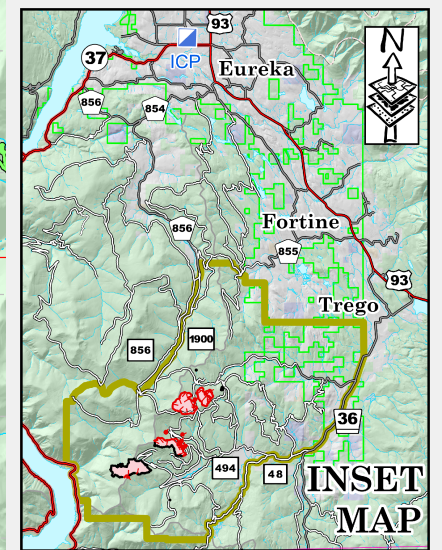 93
37
ICP
Eureka
N
856
854
Fortine
856
855
93
Trego
1900
856
36
494
48
INSET
MAP